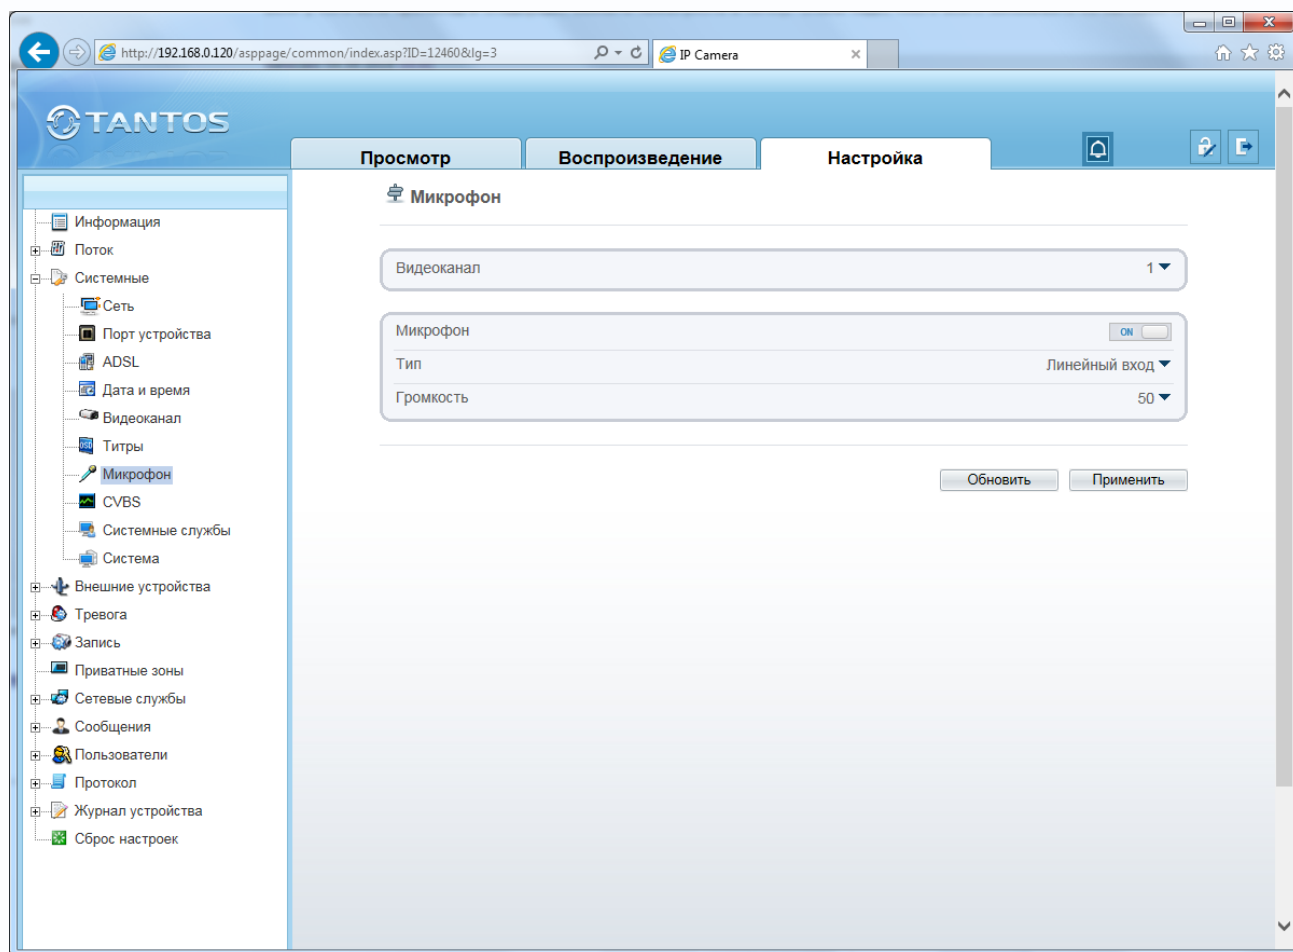 http://192.168.0.120/asppage/common/index.asp?ID=12460&lg=3
IP Camera
TANTOS
Просмотр
Воспроизведение
Настройка
Микрофон
Информация
Поток
Системные
Сеть
Порт устройства
ADSL
Дата и время
Видеоканал
Титры
Микрофон
CVBS
Системные службы
Система
Внешние устройства
Тревога
Запись
Приватные зоны
Сетевые службы
Сообщения
Пользователи
Протокол
Журнал устройства
Сброс настроек
Видеоканал 1
Микрофон ON
Тип Линейный вход
Громкость 50
Обновить Применить